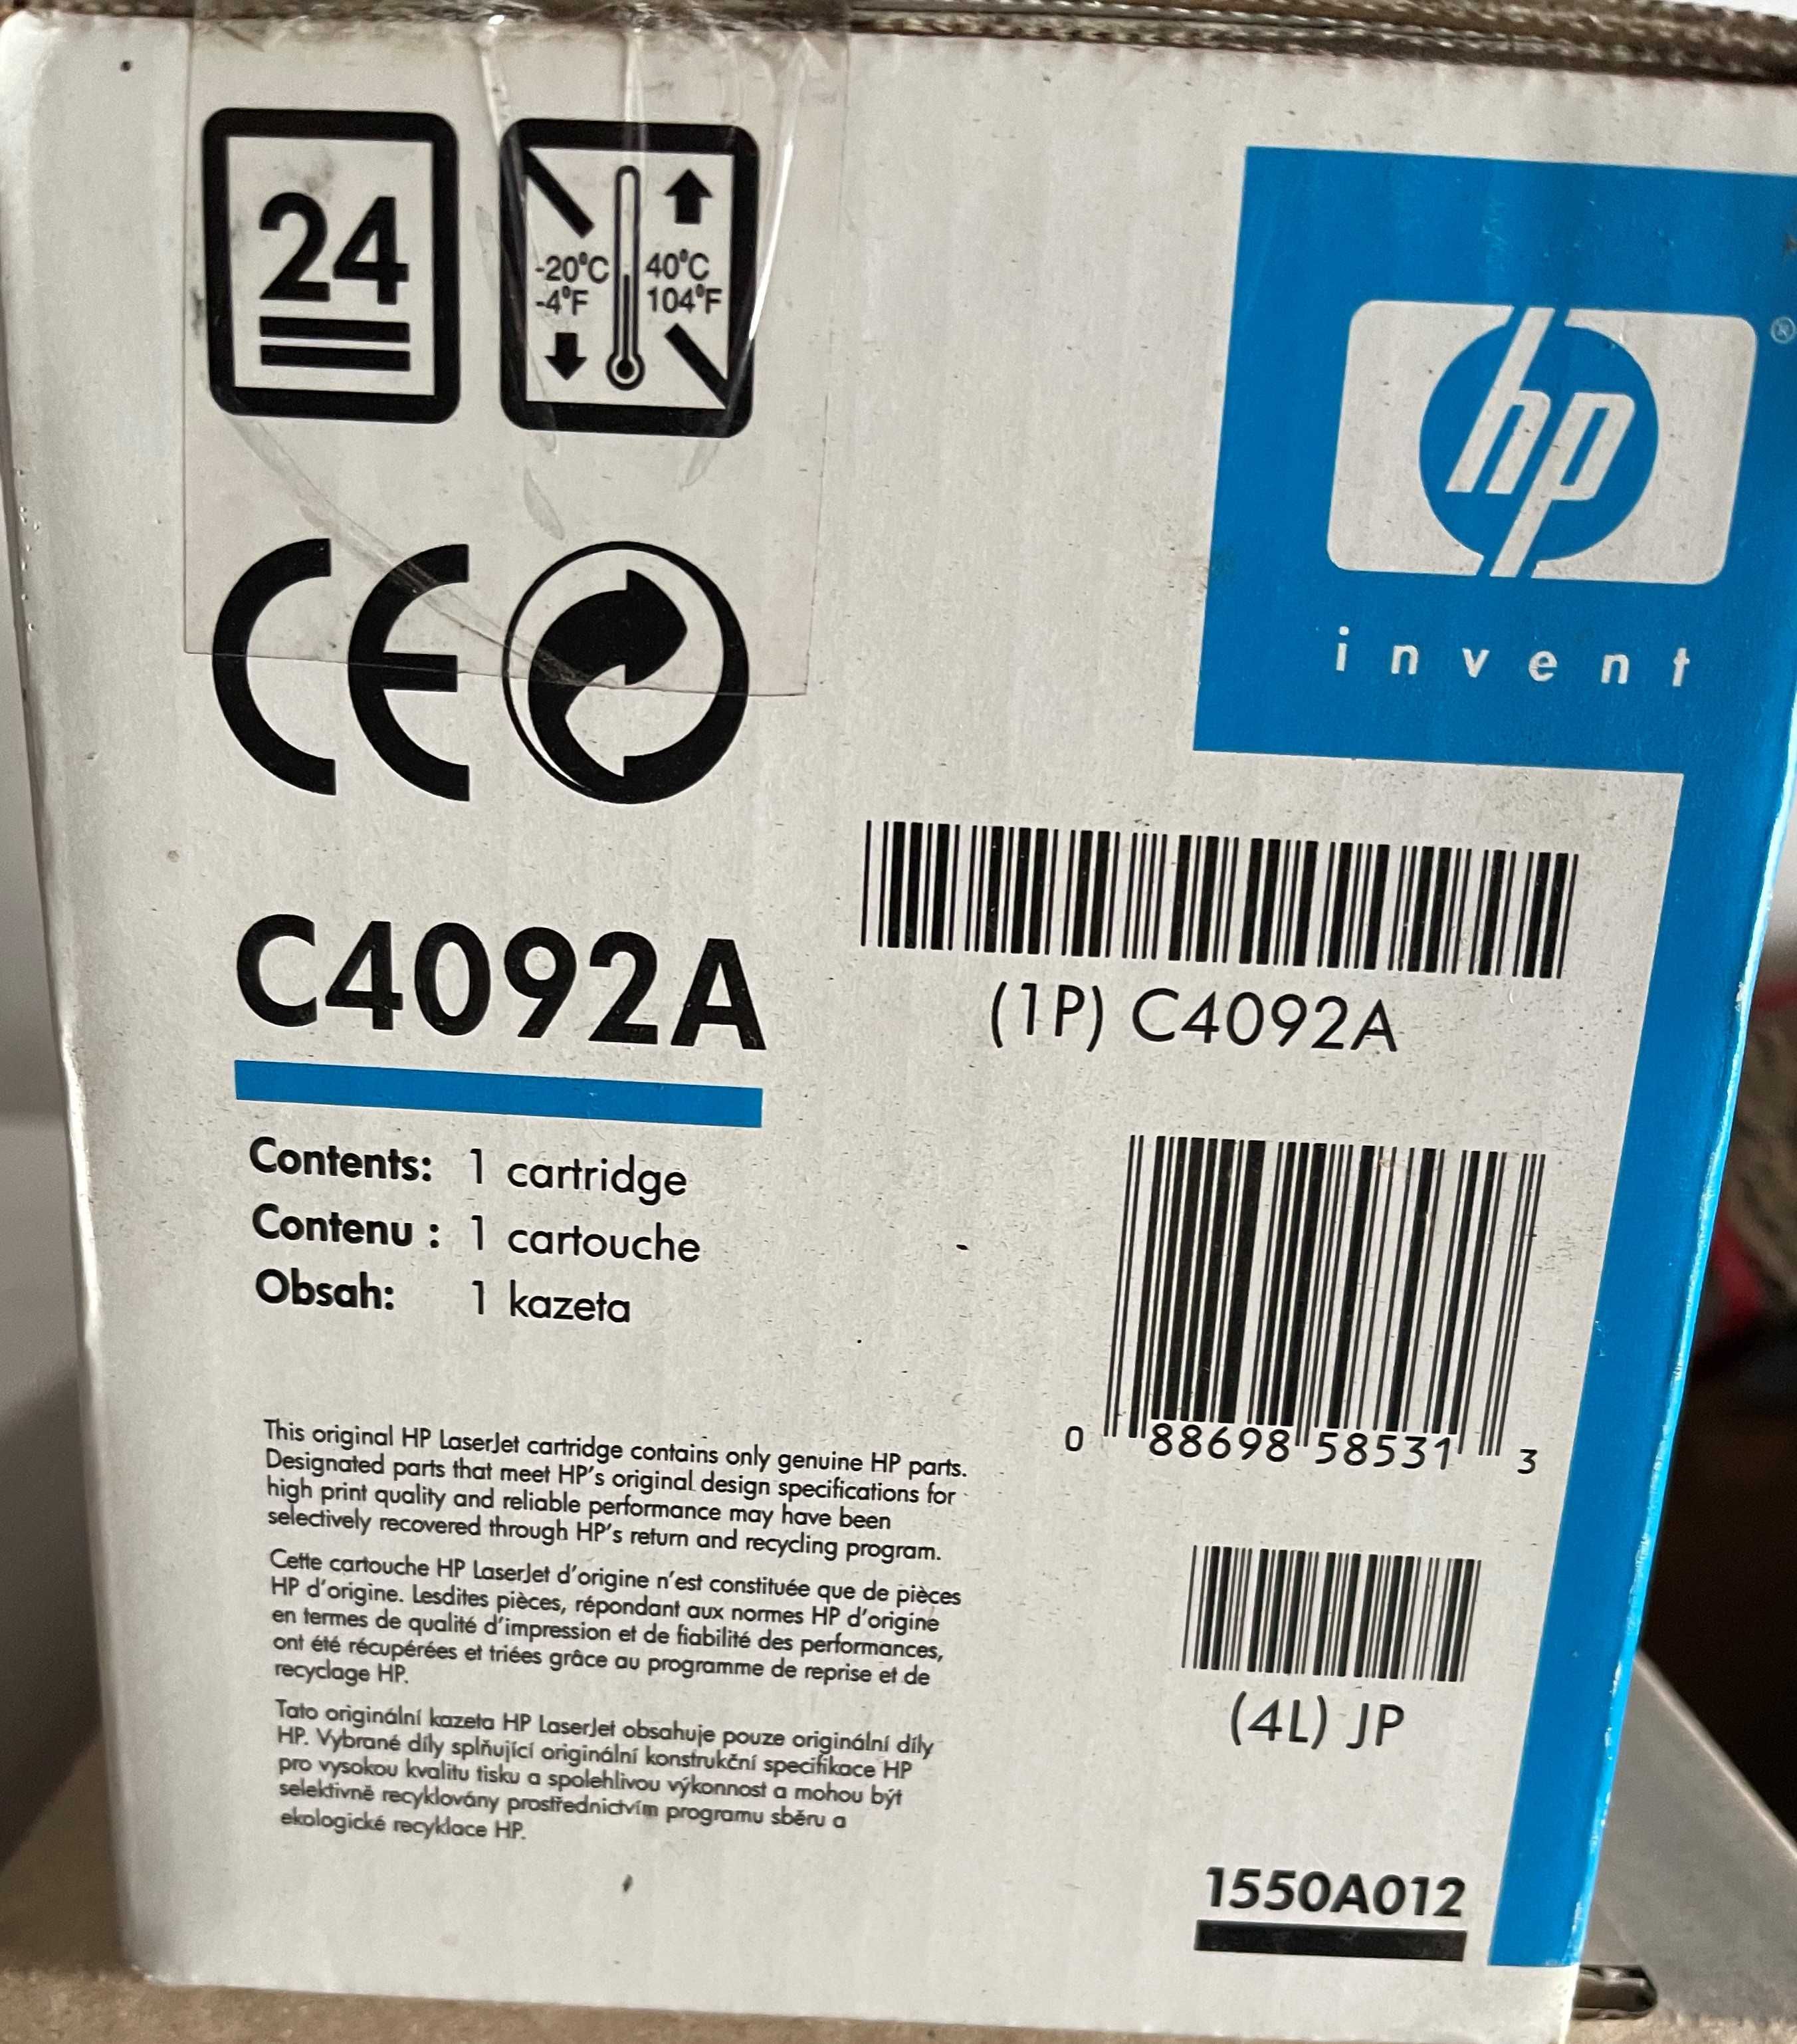 24
-20°C
-4°F
40°C
104°F
hp
®
invent
CE
C4092A
(1P) C4092A
Contents: 1 cartridge
Contenu : 1 cartouche
Obsah: 1 kazeta
0 88698 58531 3
This original HP LaserJet cartridge contains only genuine HP parts.
Designated parts that meet HP's original design specifications for
high print quality and reliable performance may have been
selectively recovered through HP's return and recycling program.
Cette cartouche HP LaserJet d'origine n'est constituée que de pièces
HP d'origine. Lesdites pièces, répondant aux normes HP d'origine
en termes de qualité d'impression et de fiabilité des performances,
ont été récupérées et triées grâce au programme de reprise et de
recyclage HP.
Tato originální kazeta HP LaserJet obsahuje pouze originální díly
HP. Vybrané díly splňující originální konstrukční specifikace HP
pro vysokou kvalitu tisku a spolehlivou výkonnost a mohou být
selektivně recyklovány prostřednictvím programu sběru a
ekologické recyklace HP.
(4L) JP
1550A012